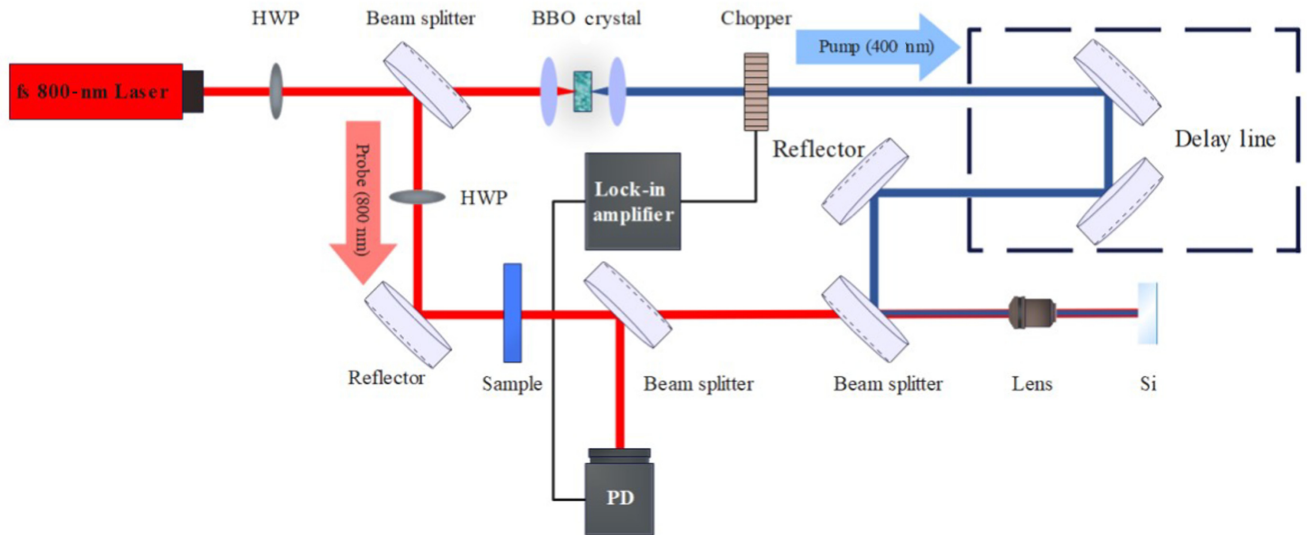 HWP
Beam splitter
BBO crystal
Chopper
Pump (400 nm)
fs 800-nm Laser
Delay line
Reflector
Probe (800 nm)
HWP
Lock-in
amplifier
Reflector
Sample
Beam splitter
Beam splitter
Lens
Si
PD